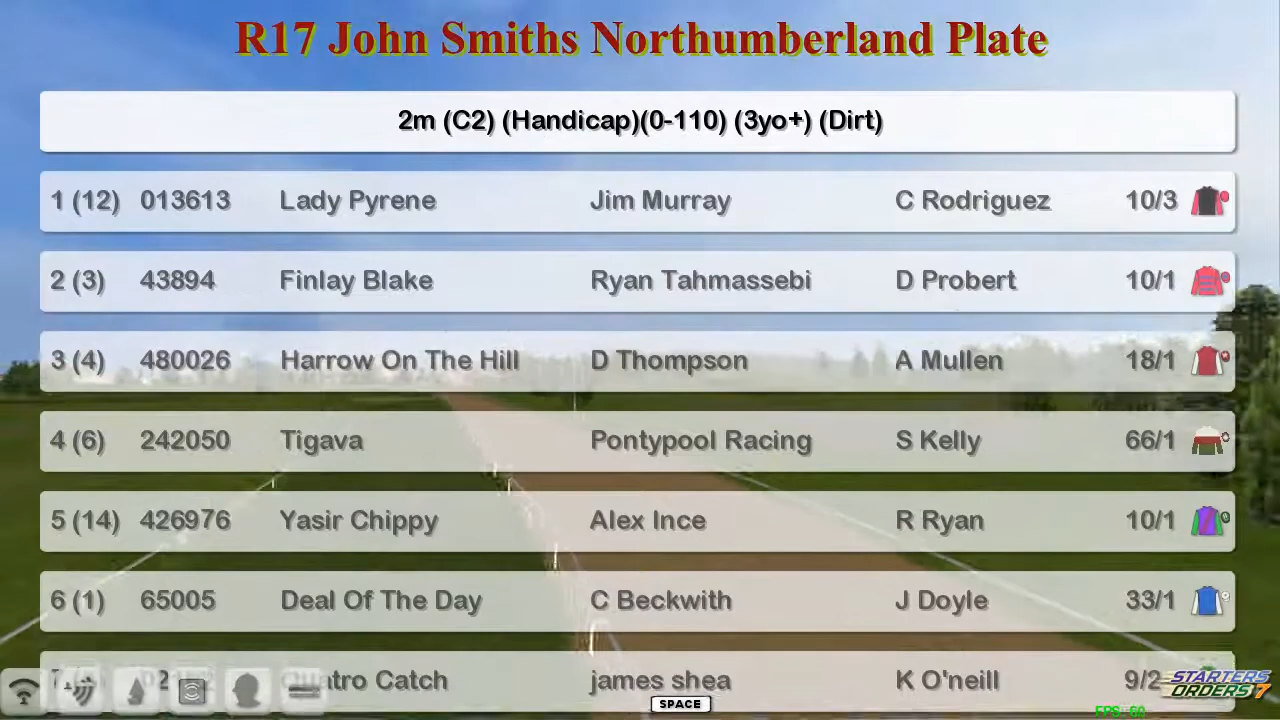 R17 John Smiths Northumberland Plate
2m (C2) (Handicap)(0-110) (3yo+) (Dirt)
1 (12) 013613 Lady Pyrene Jim Murray C Rodriguez 10/3
2 (3) 43894 Finlay Blake Ryan Tahmassebi D Probert 10/1
3 (4) 480026 Harrow On The Hill D Thompson A Mullen 18/1
4 (6) 242050 Tigava Pontypool Racing S Kelly 66/1
5 (14) 426976 Yasir Chippy Alex Ince R Ryan 10/1
6 (1) 65005 Deal Of The Day C Beckwith J Doyle 33/1
Catch james shea K O'neill 9/2
STARTERS ORDERS 7
SPACE
FPS: 60